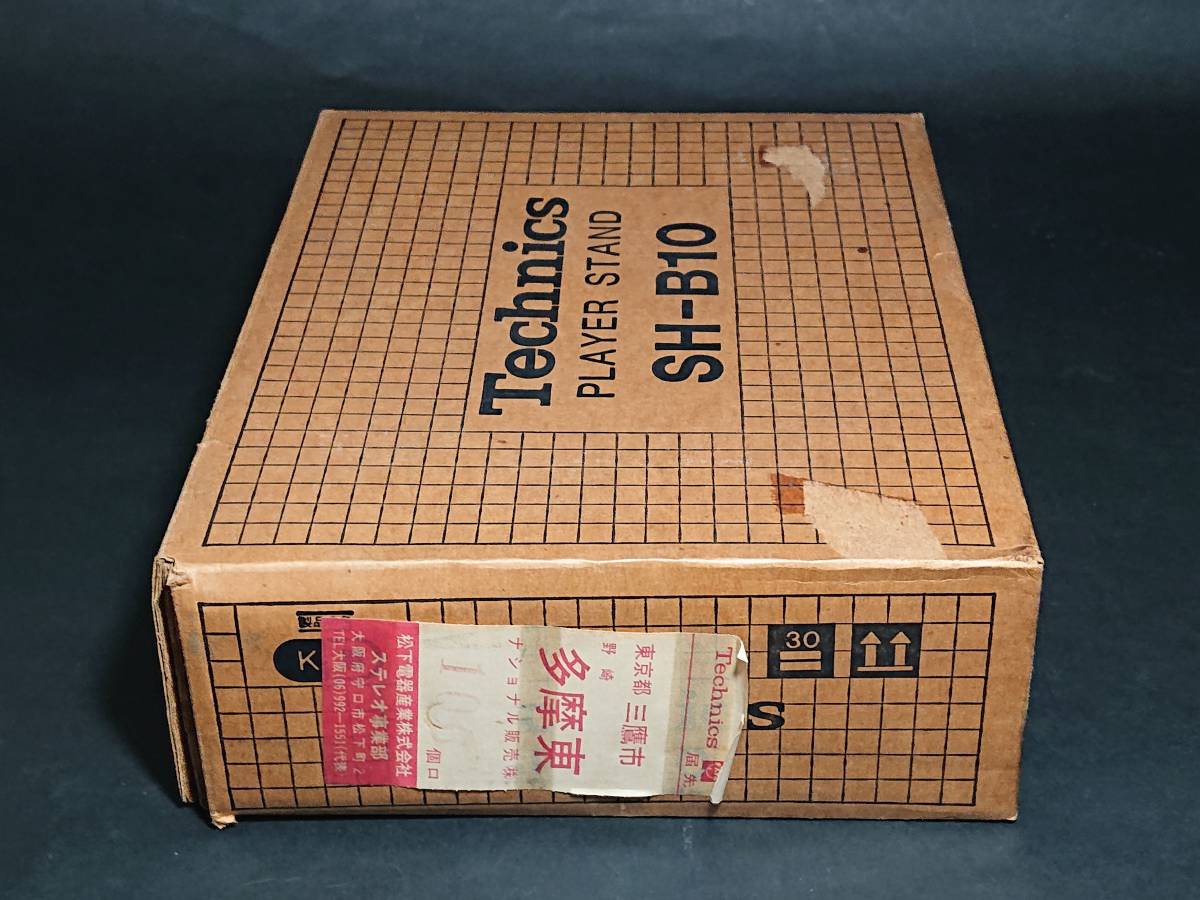 Technics
PLAYER STAND
SH-B10
30
S
Technics
届先
東京都 三鷹市
野崎
多摩東
ナショナル販売株
10
個口
松下電器産業株式会社
ステレオ事業部
大阪府守口市松下町2
TEL大阪(06)992-1551(代表
ス